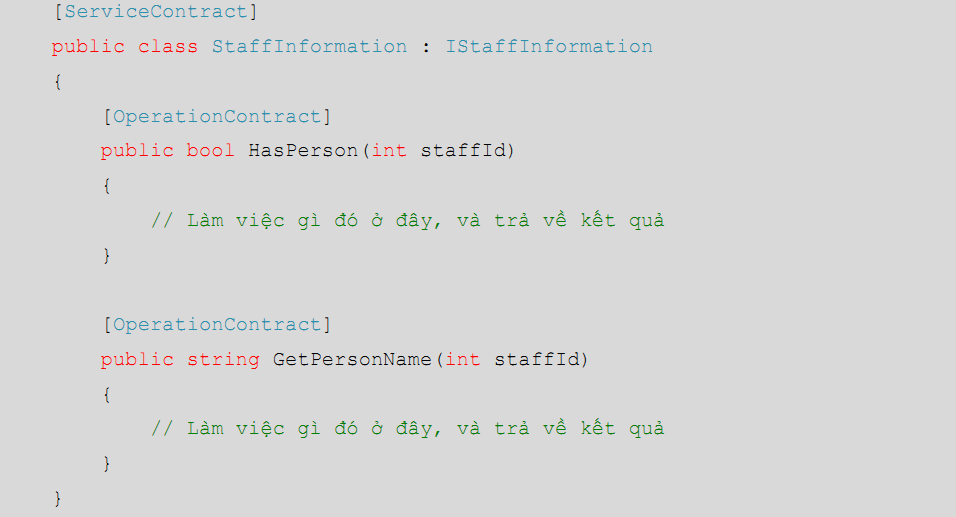 [ServiceContract]
public class StaffInformation : IStaffInformation
{
[OperationContract]
public bool HasPerson(int staffId)
{
// Làm việc gì đó ở đây, và trả về kết quả
}
[OperationContract]
public string GetPersonName(int staffId)
{
// Làm việc gì đó ở đây, và trả về kết quả
}
}